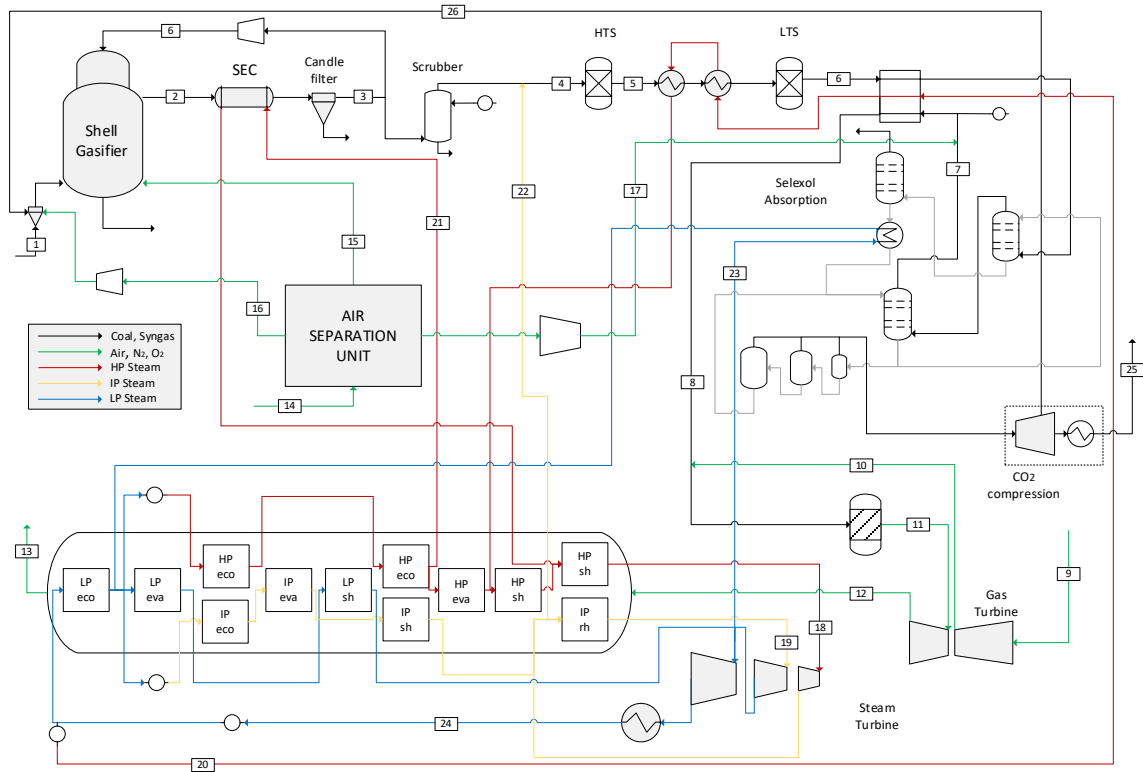 26
6
HTS
LTS
SEC
Candle
filter
Scrubber
2
3
4
5
6
Shell
Gasifier
7
Selexol
Absorption
22
17
21
1
15
23
16
AIR
SEPARATION
UNIT
14
Coal, Syngas
Air, N2, O2
HP Steam
IP Steam
LP Steam
8
25
CO2
compression
10
11
13
9
LP
eco
LP
eva
HP
eco
IP
eco
IP
eva
LP
sh
HP
eco
IP
sh
HP
eva
HP
sh
HP
sh
IP
rh
12
Gas
Turbine
18
19
Steam
Turbine
24
20